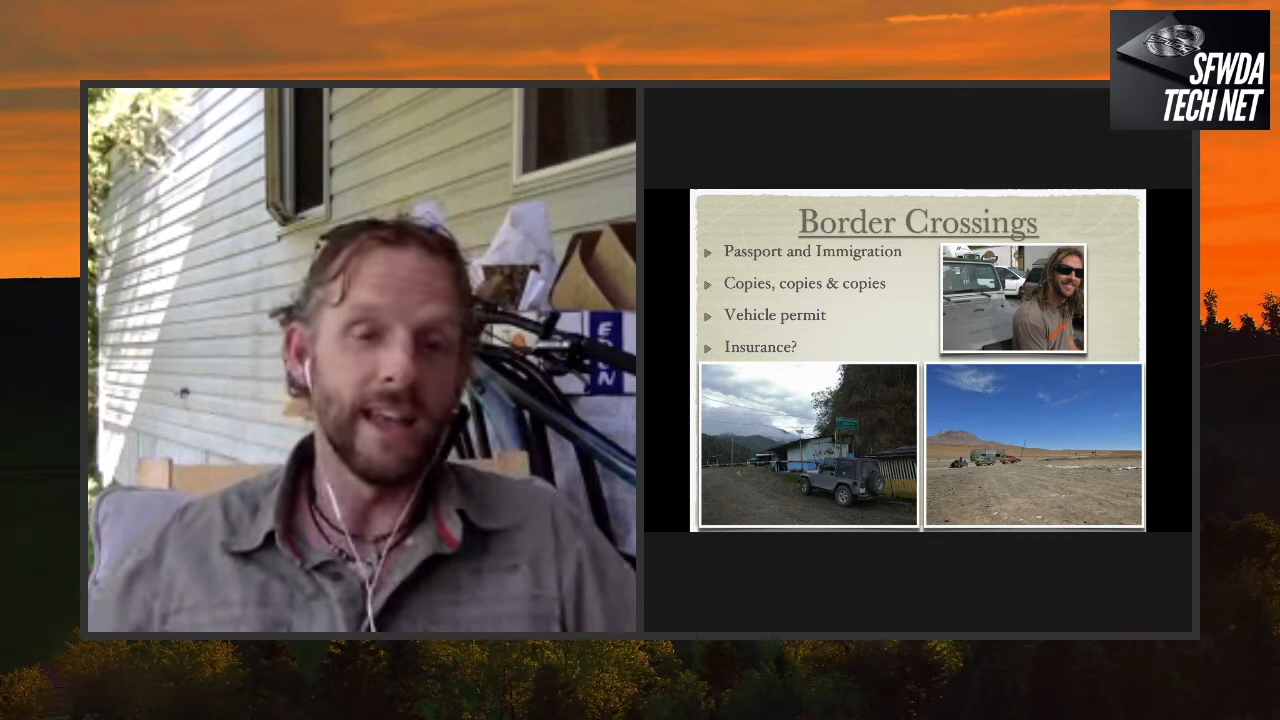 SFWDA
TECH NET
Border Crossings
Passport and Immigration
Copies, copies & copies
Vehicle permit
Insurance?